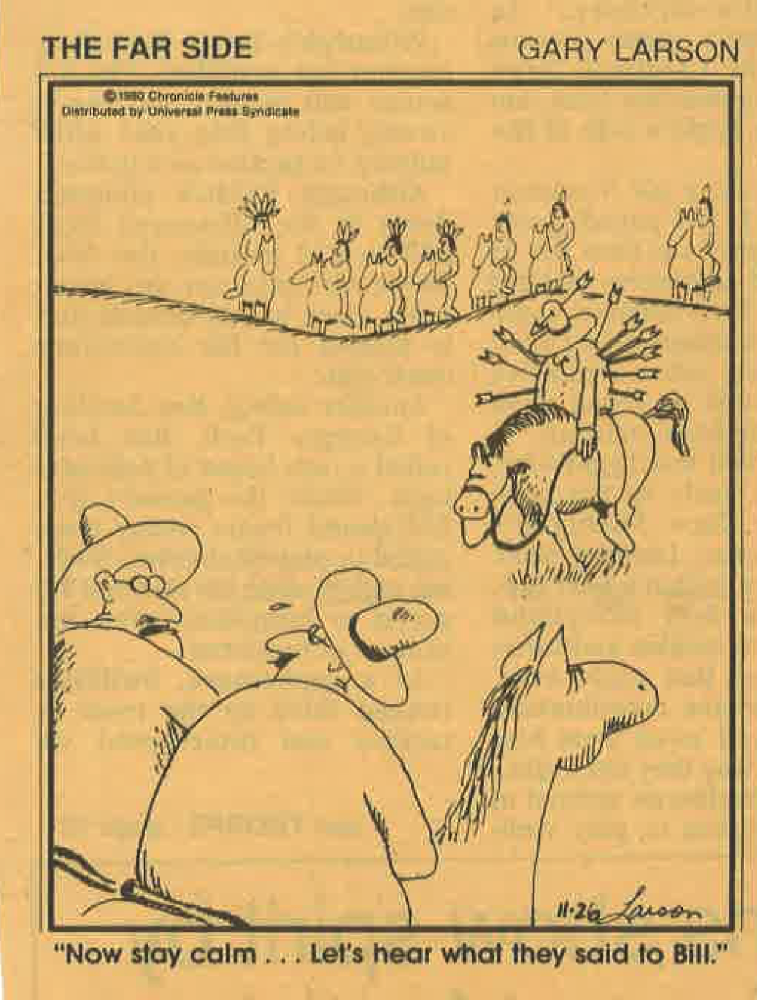 THE FAR SIDE
GARY LARSON
©1980 Chronicle Features
Distributed by Universal Press Syndicate
11·26 Larson
“Now stay calm . . . Let's hear what they said to Bill.”